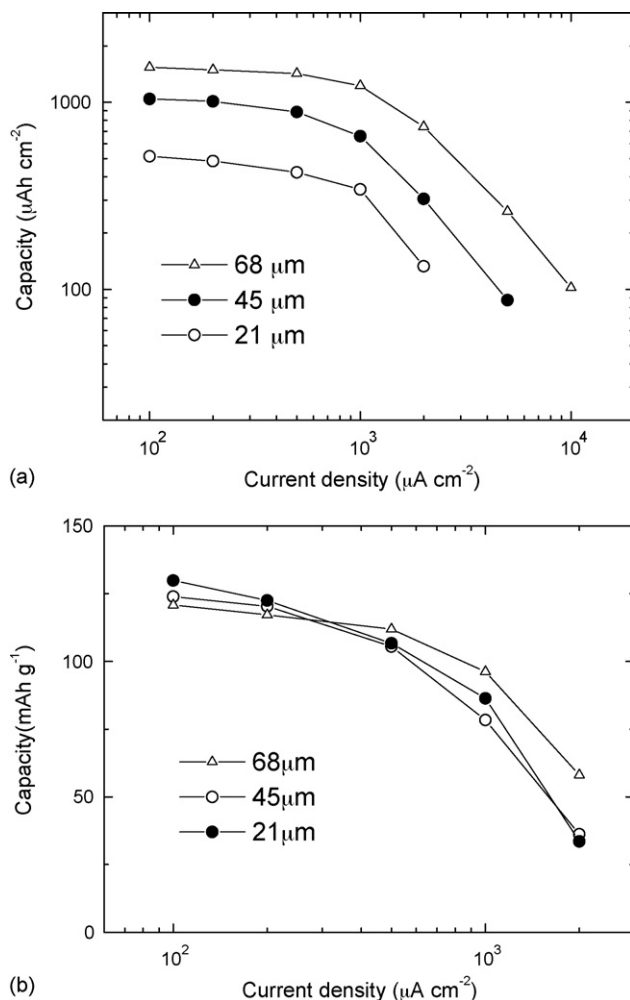 1000
100
Capacity (μAh cm⁻²)
68 μm
45 μm
21 μm
10² 10³ 10⁴
(a)
Current density (μA cm⁻²)
150
100
50
0
Capacity(mAh g⁻¹)
68μm
45μm
21μm
10² 10³
(b)
Current density (μA cm⁻²)